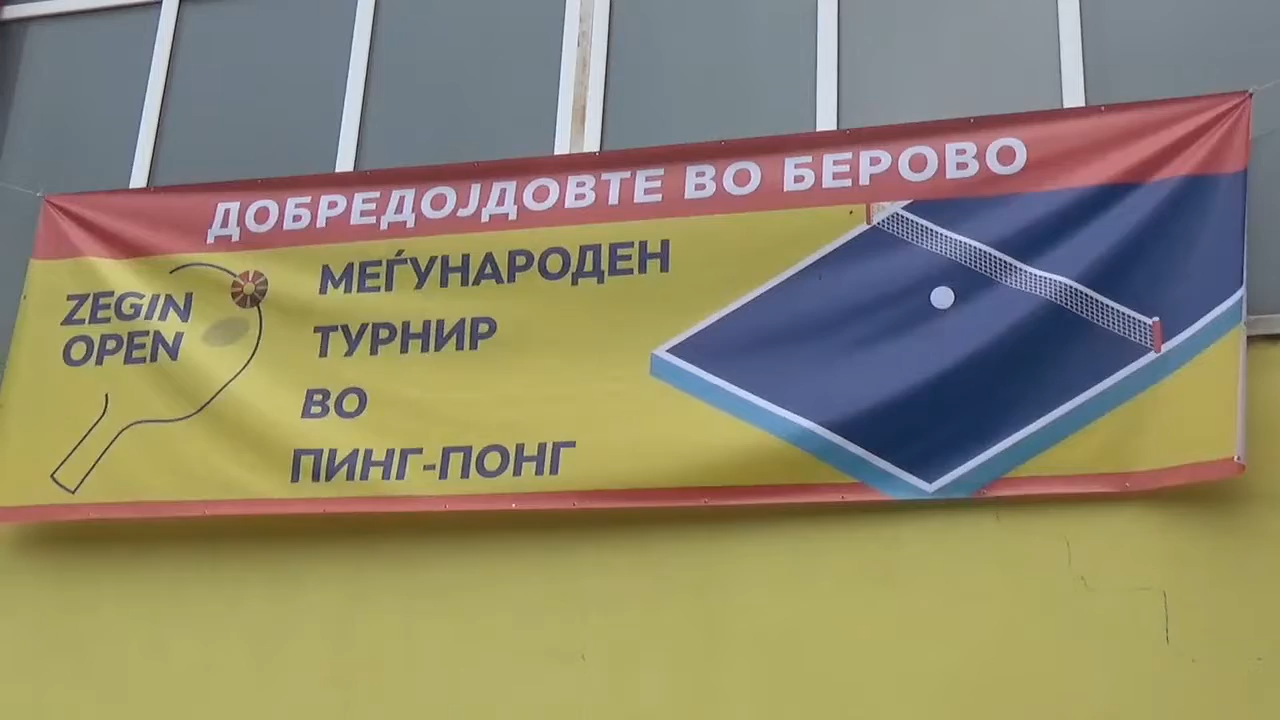 ДОБРЕДОЈДОВТЕ ВО БЕРОВО
ZEGIN
OPEN
МЕЃУНАРОДЕН
ТУРНИР
ВО
ПИНГ-ПОНГ